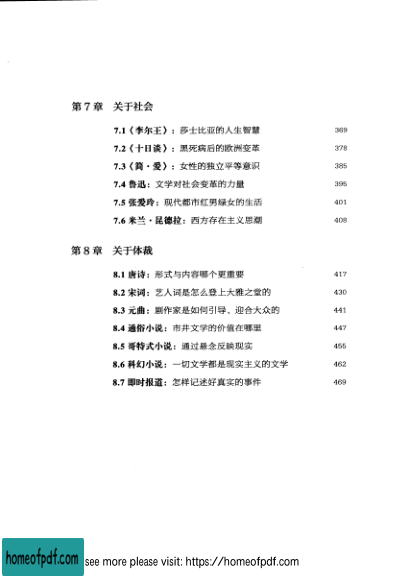 第7章 关于社会
7.1《李尔王》：莎士比亚的人生智慧 369
7.2《十日谈》：黑死病后的欧洲变革 378
7.3《简·爱》：女性的独立平等意识 385
7.4 鲁迅：文学对社会变革的力量 395
7.5 张爱玲：现代都市红男绿女的生活 401
7.6 米兰·昆德拉：西方存在主义思潮 408
第8章 关于体裁
8.1 唐诗：形式与内容哪个更重要 417
8.2 宋词：艺人词是怎么登上大雅之堂的 430
8.3 元曲：剧作家是如何引导、迎合大众的 441
8.4 通俗小说：市井文学的价值在哪里 447
8.5 哥特式小说：通过悬念反映现实 455
8.6 科幻小说：一切文学都是现实主义的文学 462
8.7 即时报道：怎样记述好真实的事件 469
homeofpdf.com see more please visit: https://homeofpdf.com